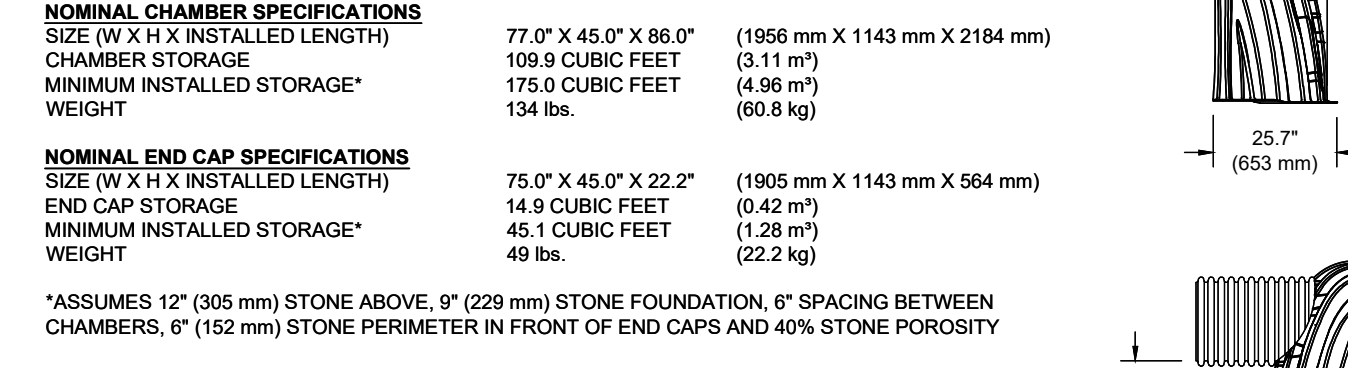 NOMINAL CHAMBER SPECIFICATIONS
SIZE (W X H X INSTALLED LENGTH) 77.0" X 45.0" X 86.0" (1956 mm X 1143 mm X 2184 mm)
CHAMBER STORAGE 109.9 CUBIC FEET (3.11 m³)
MINIMUM INSTALLED STORAGE* 175.0 CUBIC FEET (4.96 m³)
WEIGHT 134 lbs. (60.8 kg)
NOMINAL END CAP SPECIFICATIONS
SIZE (W X H X INSTALLED LENGTH) 75.0" X 45.0" X 22.2" (1905 mm X 1143 mm X 564 mm)
END CAP STORAGE 14.9 CUBIC FEET (0.42 m³)
MINIMUM INSTALLED STORAGE* 45.1 CUBIC FEET (1.28 m³)
WEIGHT 49 lbs. (22.2 kg)
*ASSUMES 12" (305 mm) STONE ABOVE, 9" (229 mm) STONE FOUNDATION, 6" SPACING BETWEEN
CHAMBERS, 6" (152 mm) STONE PERIMETER IN FRONT OF END CAPS AND 40% STONE POROSITY
25.7"
(653 mm)